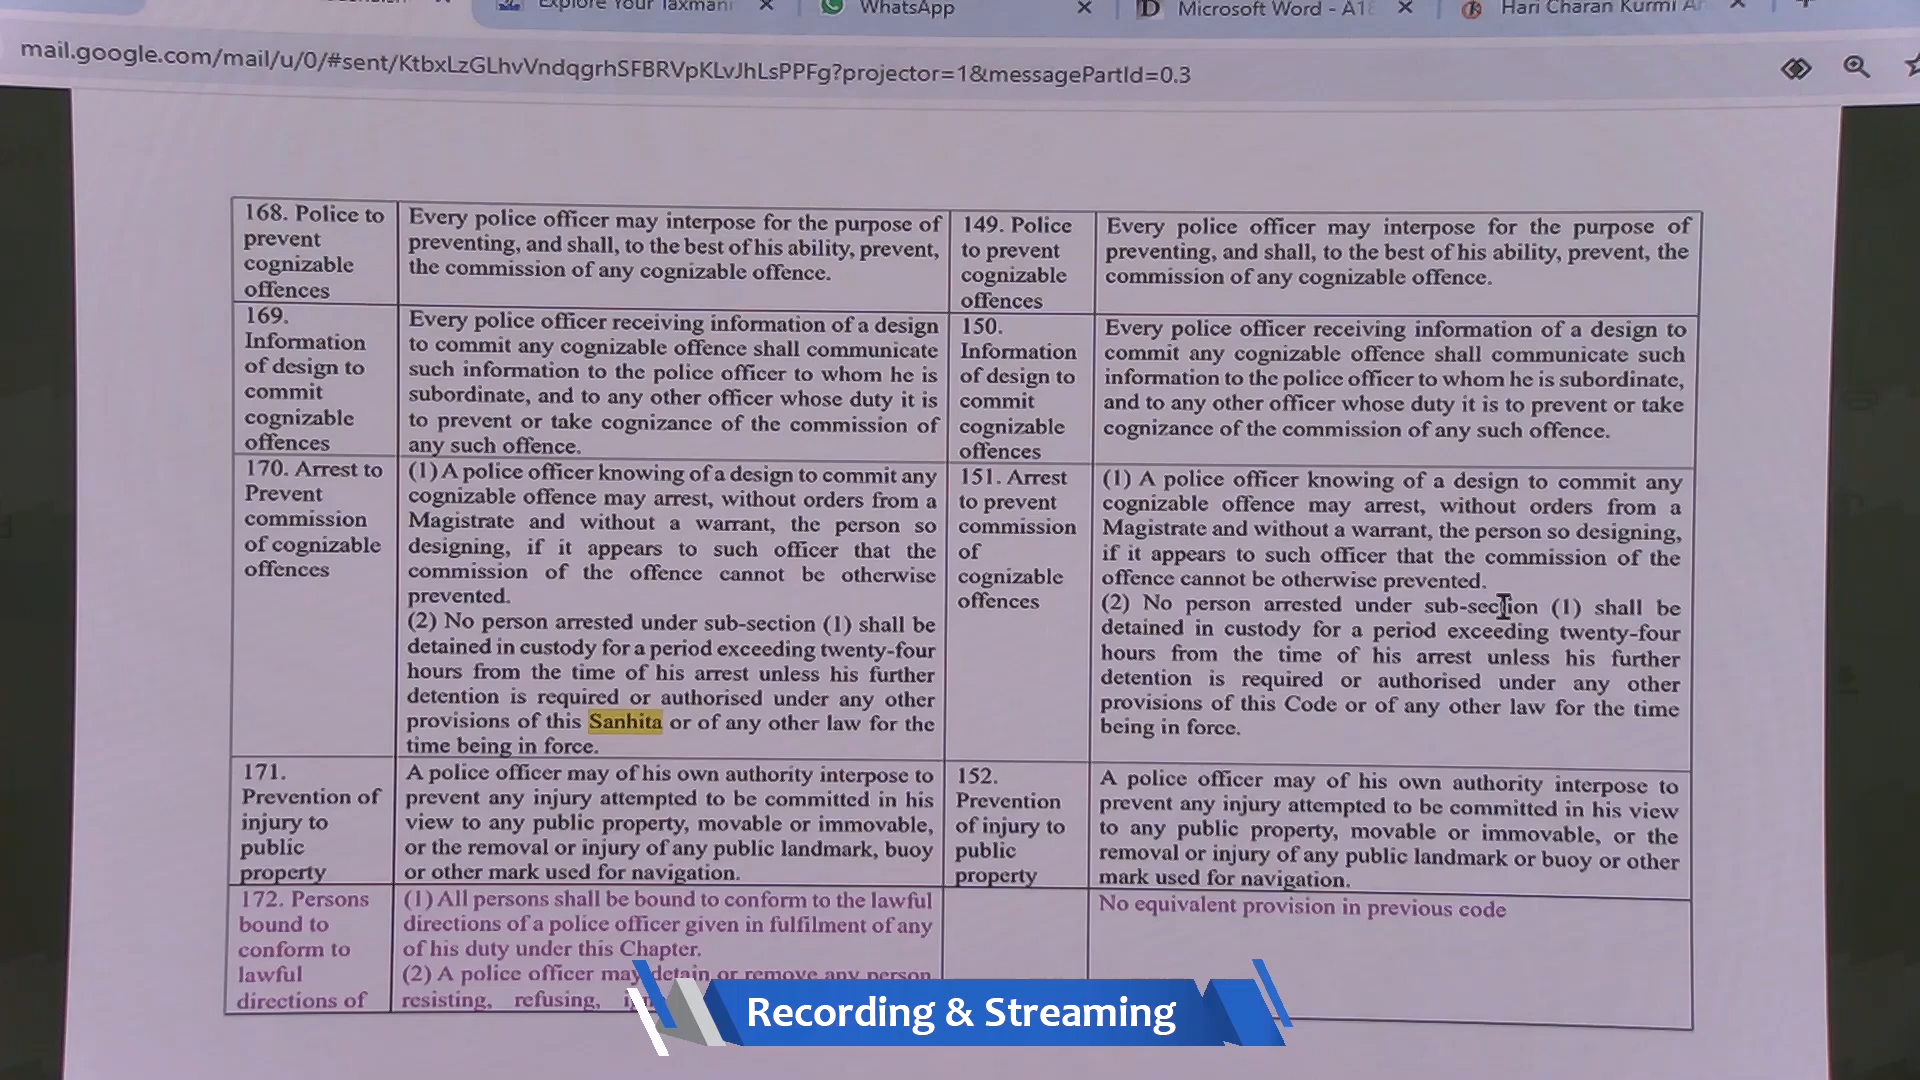 Explore Your Taxmann
WhatsApp
Microsoft Word - A18
Hari Charan Kurmi
mail.google.com/mail/u/0/#sent/KtbxLzGLhvVndqgrhSFBRVpKLvJhLsPPFg?projector=1&messagePartId=0.3
168. Police to
prevent
cognizable
offences
Every police officer may interpose for the purpose of
preventing, and shall, to the best of his ability, prevent,
the commission of any cognizable offence.
149. Police
to prevent
cognizable
offences
Every police officer may interpose for the purpose of
preventing, and shall, to the best of his ability, prevent, the
commission of any cognizable offence.
169.
Information
of design to
commit
cognizable
offences
Every police officer receiving information of a design
to commit any cognizable offence shall communicate
such information to the police officer to whom he is
subordinate, and to any other officer whose duty it is
to prevent or take cognizance of the commission of
any such offence.
150.
Information
of design to
commit
cognizable
offences
Every police officer receiving information of a design to
commit any cognizable offence shall communicate such
information to the police officer to whom he is subordinate,
and to any other officer whose duty it is to prevent or take
cognizance of the commission of any such offence.
170. Arrest to
Prevent
commission
of cognizable
offences
(1) A police officer knowing of a design to commit any
cognizable offence may arrest, without orders from a
Magistrate and without a warrant, the person so
designing, if it appears to such officer that the
commission of the offence cannot be otherwise
prevented.
(2) No person arrested under sub-section (1) shall be
detained in custody for a period exceeding twenty-four
hours from the time of his arrest unless his further
detention is required or authorised under any other
provisions of this Sanhita or of any other law for the
time being in force.
151. Arrest
to prevent
commission
of
cognizable
offences
(1) A police officer knowing of a design to commit any
cognizable offence may arrest, without orders from a
Magistrate and without a warrant, the person so designing,
if it appears to such officer that the commission of the
offence cannot be otherwise prevented.
(2) No person arrested under sub-section (1) shall be
detained in custody for a period exceeding twenty-four
hours from the time of his arrest unless his further
detention is required or authorised under any other
provisions of this Code or of any other law for the time
being in force.
171.
Prevention of
injury to
public
property
A police officer may of his own authority interpose to
prevent any injury attempted to be committed in his
view to any public property, movable or immovable,
or the removal or injury of any public landmark, buoy
or other mark used for navigation.
152.
Prevention
of injury to
public
property
A police officer may of his own authority interpose to
prevent any injury attempted to be committed in his view
to any public property, movable or immovable, or the
removal or injury of any public landmark or buoy or other
mark used for navigation.
172. Persons
bound to
conform to
lawful
directions of
(1) All persons shall be bound to conform to the lawful
directions of a police officer given in fulfilment of any
of his duty under this Chapter.
(2) A police officer may detain or remove any person
resisting, refusing,
No equivalent provision in previous code
Recording & Streaming